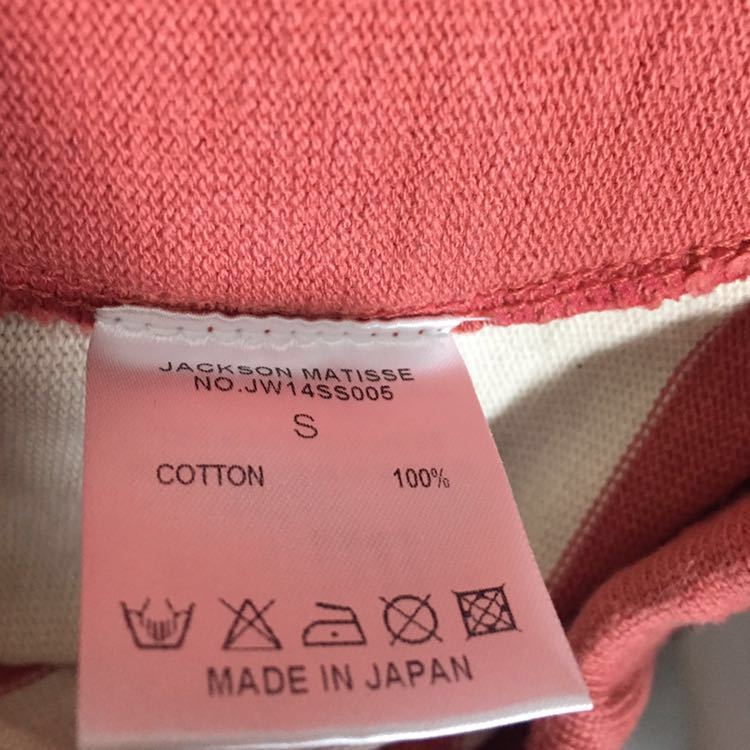 JACKSON MATISSE
NO.JW14SS005
S
COTTON 100%
MADE IN JAPAN